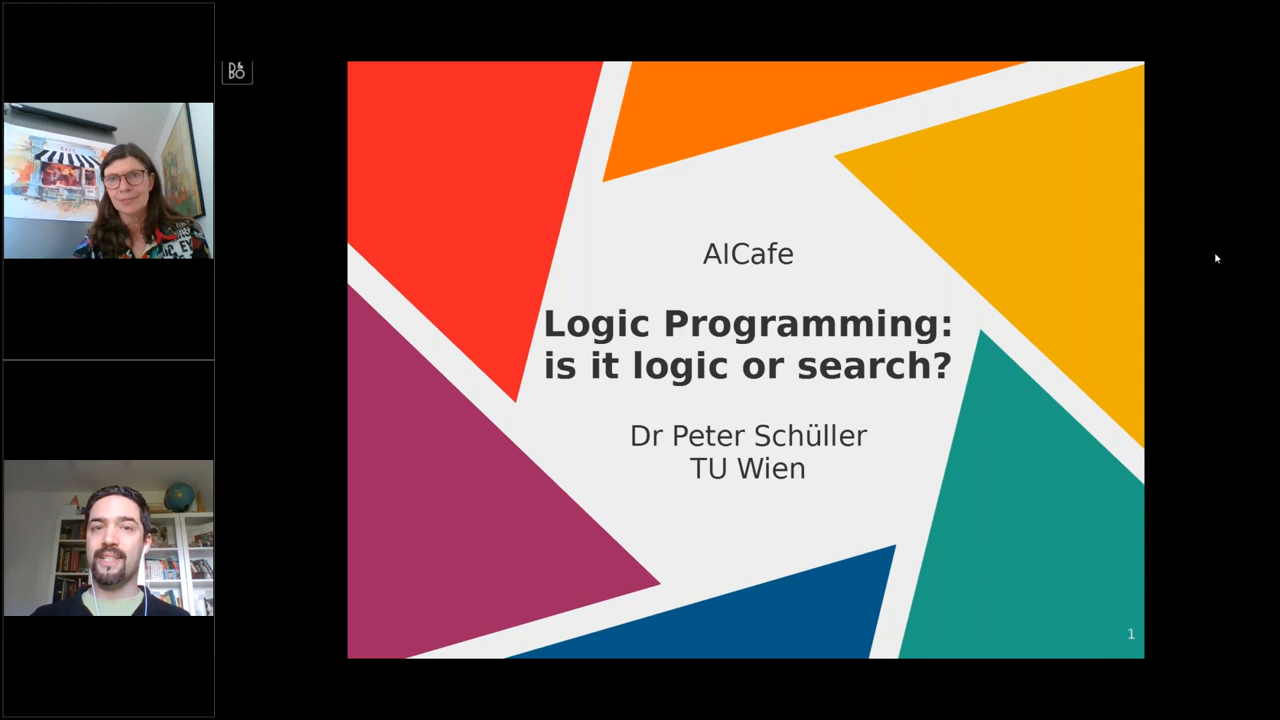 AICafe
Logic Programming:
is it logic or search?
Dr Peter Schüller
TU Wien
1